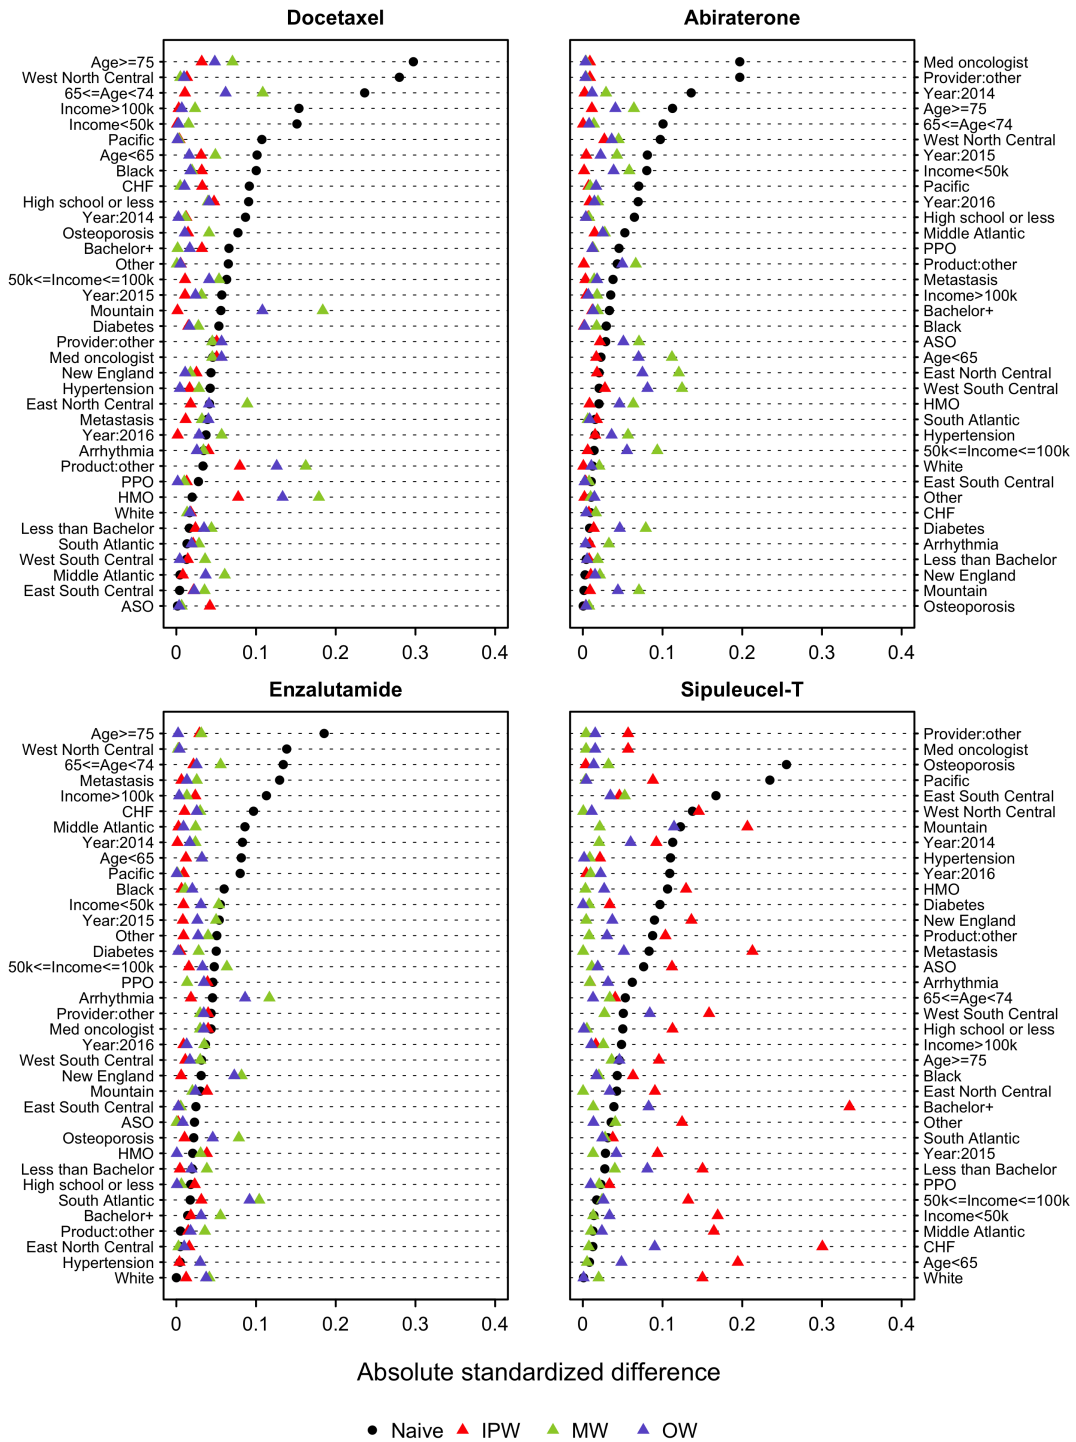 Docetaxel
Age>=75
West North Central
65<=Age<74
Income>100k
Income<50k
Pacific
Age<65
Black
CHF
High school or less
Year:2014
Osteoporosis
Bachelor+
Other
50k<=Income<=100k
Year:2015
Mountain
Diabetes
Provider:other
Med oncologist
New England
Hypertension
East North Central
Metastasis
Year:2016
Arrhythmia
Product:other
PPO
HMO
White
Less than Bachelor
South Atlantic
West South Central
Middle Atlantic
East South Central
ASO
0 0.1 0.2 0.3 0.4
Abiraterone
Med oncologist
Provider:other
Year:2014
Age>=75
65<=Age<74
West North Central
Year:2015
Income<50k
Pacific
Year:2016
High school or less
Middle Atlantic
PPO
Product:other
Metastasis
Income>100k
Bachelor+
Black
ASO
Age<65
East North Central
West South Central
HMO
South Atlantic
Hypertension
50k<=Income<=100k
White
East South Central
Other
CHF
Diabetes
Arrhythmia
Less than Bachelor
New England
Mountain
Osteoporosis
0 0.1 0.2 0.3 0.4
Enzalutamide
Age>=75
West North Central
65<=Age<74
Metastasis
Income>100k
CHF
Middle Atlantic
Year:2014
Age<65
Pacific
Black
Income<50k
Year:2015
Other
Diabetes
50k<=Income<=100k
PPO
Arrhythmia
Provider:other
Med oncologist
Year:2016
West South Central
New England
Mountain
East South Central
ASO
Osteoporosis
HMO
Less than Bachelor
High school or less
South Atlantic
Bachelor+
Product:other
East North Central
Hypertension
White
0 0.1 0.2 0.3 0.4
Sipuleucel-T
Provider:other
Med oncologist
Osteoporosis
Pacific
East South Central
West North Central
Mountain
Year:2014
Hypertension
Year:2016
HMO
Diabetes
New England
Product:other
Metastasis
ASO
Arrhythmia
65<=Age<74
West South Central
High school or less
Income>100k
Age>=75
Black
East North Central
Bachelor+
Other
South Atlantic
Year:2015
Less than Bachelor
PPO
50k<=Income<=100k
Income<50k
Middle Atlantic
CHF
Age<65
White
0 0.1 0.2 0.3 0.4
Absolute standardized difference
Naive IPW MW OW